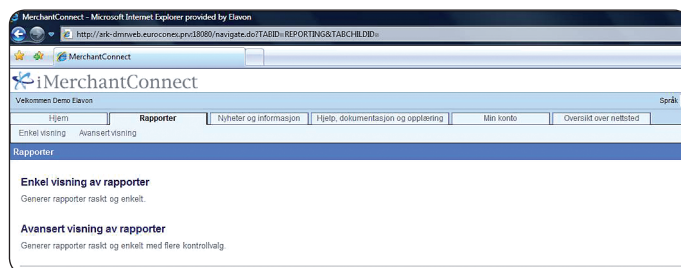 MerchantConnect - Microsoft Internet Explorer provided by Elavon
http://ark-dmrweb.euroconex.prv:18080/navigate.do?TABID=REPORTING&TABCHILDID=
MerchantConnect
iMerchantConnect
Velkommen Demo Elavon Språk
Hjem Rapporter Nyheter og informasjon Hjelp, dokumentasjon og opplæring Min konto Oversikt over nettsted
Enkel visning Avansert visning
Rapporter
Enkel visning av rapporter
Generer rapporter raskt og enkelt.
Avansert visning av rapporter
Generer rapporter raskt og enkelt med flere kontrollvalg.